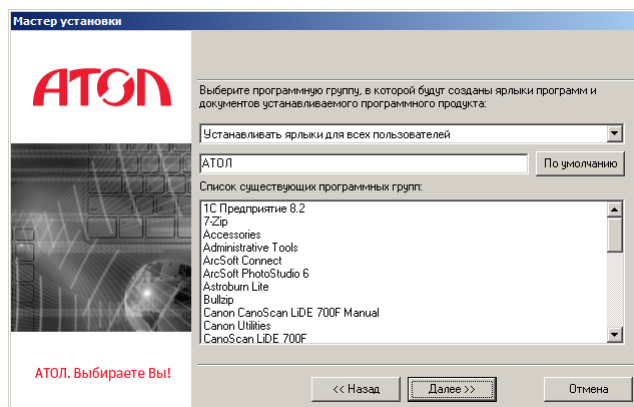 Мастер установки
АТОЛ
Выберите программную группу, в которой будут созданы ярлыки программ и
документов устанавливаемого программного продукта:
Устанавливать ярлыки для всех пользователей
АТОЛ
По умолчанию
Список существующих программных групп:
1С Предприятие 8.2
7-Zip
Accessories
Administrative Tools
ArcSoft Connect
ArcSoft PhotoStudio 6
Astroburn Lite
Bullzip
Canon CanoScan LiDE 700F Manual
Canon Utilities
CanoScan LiDE 700F
АТОЛ. Выбираете Вы!
<< Назад
Далее >>
Отмена